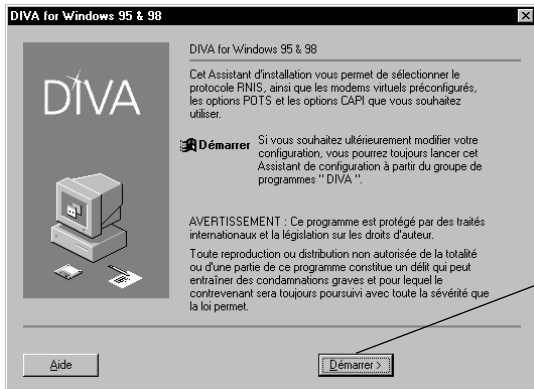 DIVA for Windows 95 & 98
DIVA
DIVA for Windows 95 & 98
Cet Assistant d'installation vous permet de sélectionner le
protocole RNIS, ainsi que les modems virtuels préconfigurés,
les options POTS et les options CAPI que vous souhaitez
utiliser.
Démarrer
Si vous souhaitez ultérieurement modifier votre
configuration, vous pourrez toujours lancer cet
Assistant de configuration à partir du groupe de
programmes " DIVA ".
AVERTISSEMENT : Ce programme est protégé par des traités
internationaux et la législation sur les droits d'auteur.
Toute reproduction ou distribution non autorisée de la totalité
ou d'une partie de ce programme constitue un délit qui peut
entraîner des condamnations graves et pour lequel le
contrevenant sera toujours poursuivi avec toute la sévérité que
la loi permet.
Aide
Démarrer >